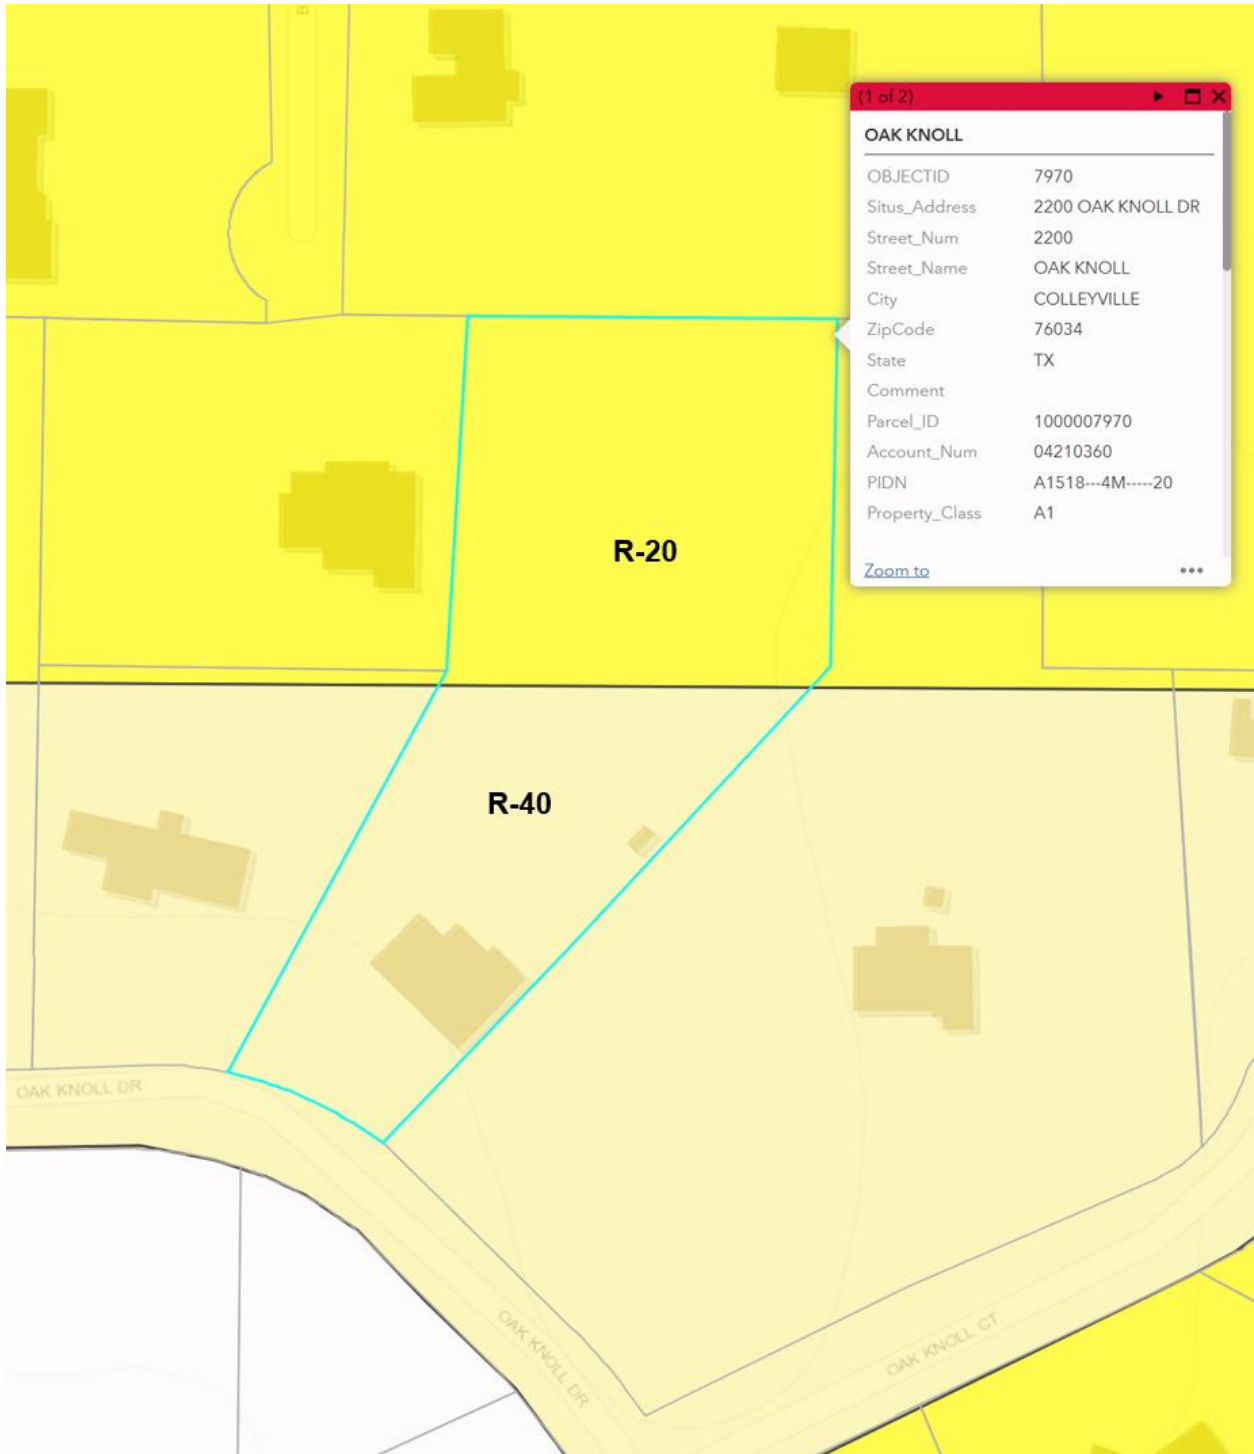 (1 of 2)
OAK KNOLL
OBJECTID 7970
Situs_Address 2200 OAK KNOLL DR
Street_Num 2200
Street_Name OAK KNOLL
City COLLEYVILLE
ZipCode 76034
State TX
Comment
Parcel_ID 1000007970
Account_Num 04210360
PIDN A1518---4M-----20
Property_Class A1
Zoom to
R-20
R-40
OAK KNOLL DR
OAK KNOLL DR
OAK KNOLL CT